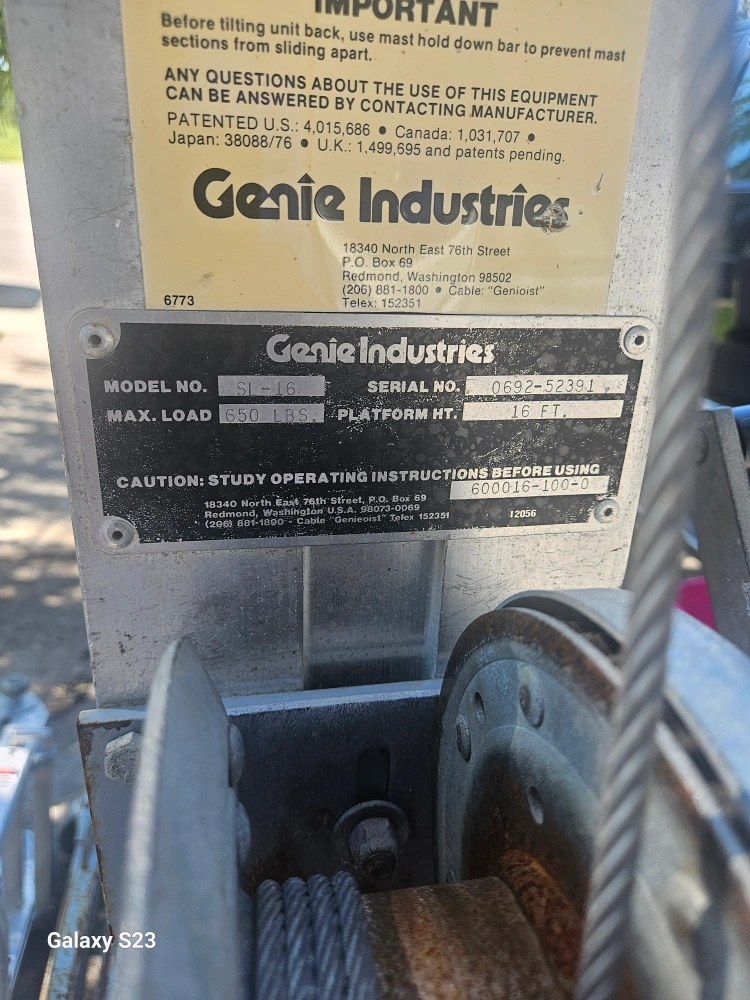 IMPORTANT
Before tilting unit back, use mast hold down bar to prevent mast
sections from sliding apart.
ANY QUESTIONS ABOUT THE USE OF THIS EQUIPMENT
CAN BE ANSWERED BY CONTACTING MANUFACTURER.
PATENTED U.S.: 4,015,686 • Canada: 1,031,707 •
Japan: 38088/76 • U.K.: 1,499,695 and patents pending.
Genie Industries
18340 North East 76th Street
P.O. Box 69
Redmond, Washington 98502
(206) 881-1800 • Cable: "Genioist"
Telex: 152351
6773
Genie Industries
MODEL NO. SL-16 SERIAL NO. 0692-52391
MAX. LOAD 650 LBS. PLATFORM HT. 16 FT.
CAUTION: STUDY OPERATING INSTRUCTIONS BEFORE USING
600016-100-0
18340 North East 76th Street, P.O. Box 69
Redmond, Washington U.S.A. 98073-0069
(206) 881-1800 - Cable "Genieoist" Telex 152351
12056
Galaxy S23